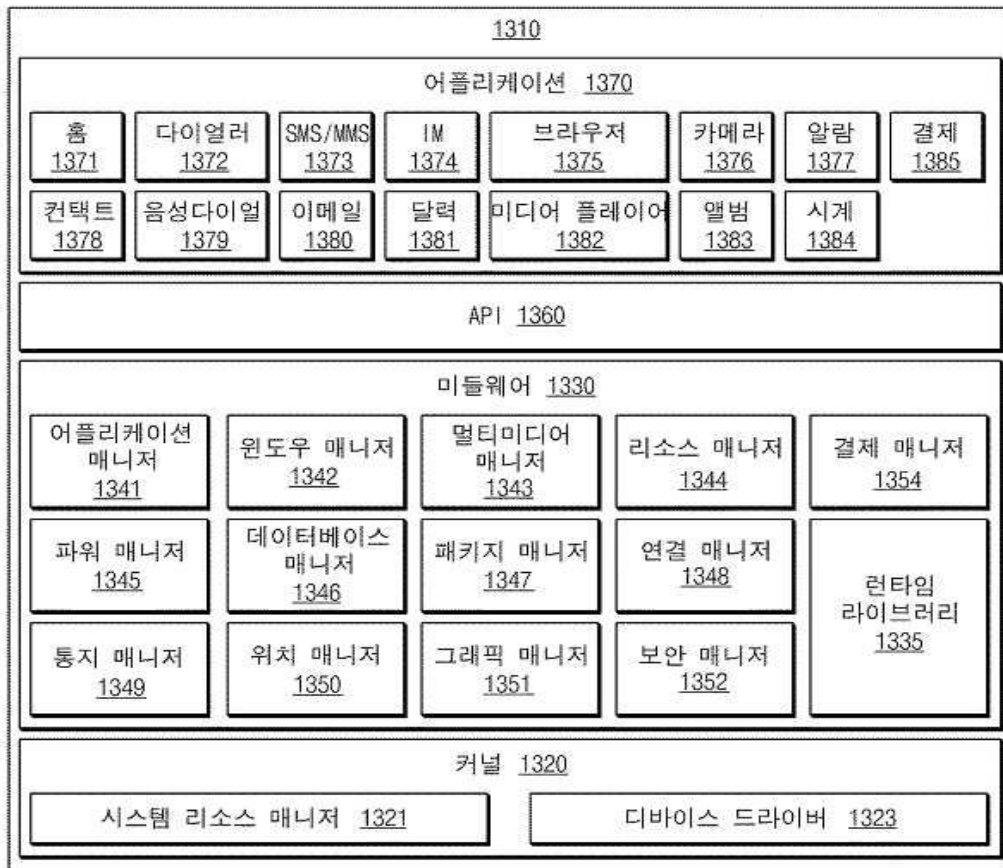 1310
어플리케이션 1370
홈
1371
다이얼러
1372
SMS/MMS
1373
IM
1374
브라우저
1375
카메라
1376
알람
1377
결제
1385
컨택트
1378
음성다이얼
1379
이메일
1380
달력
1381
미디어 플레이어
1382
앨범
1383
시계
1384
API 1360
미들웨어 1330
어플리케이션
매니저
1341
윈도우 매니저
1342
멀티미디어
매니저
1343
리소스 매니저
1344
결제 매니저
1354
파워 매니저
1345
데이터베이스
매니저
1346
패키지 매니저
1347
연결 매니저
1348
런타임
라이브러리
1335
통지 매니저
1349
위치 매니저
1350
그래픽 매니저
1351
보안 매니저
1352
커널 1320
시스템 리소스 매니저 1321
디바이스 드라이버 1323